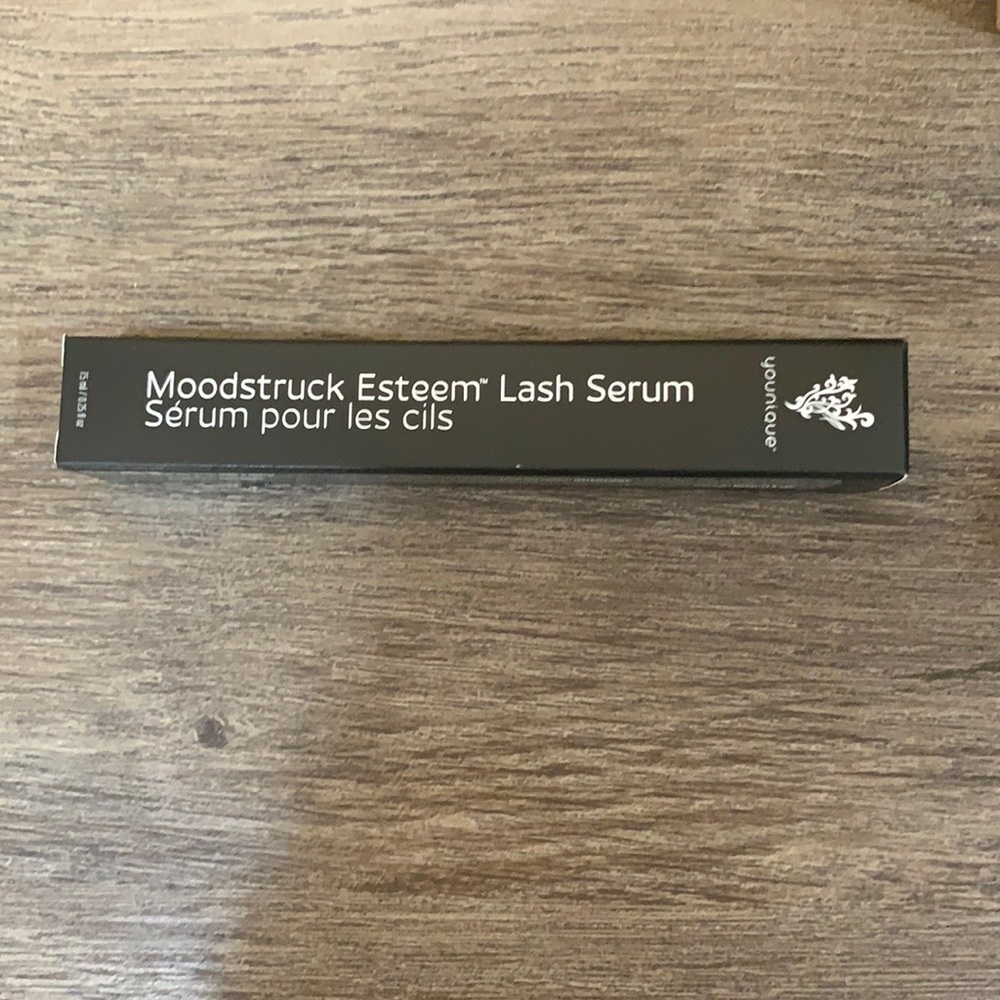 Moodstruck Esteem™ Lash Serum
Sérum pour les cils
younique®